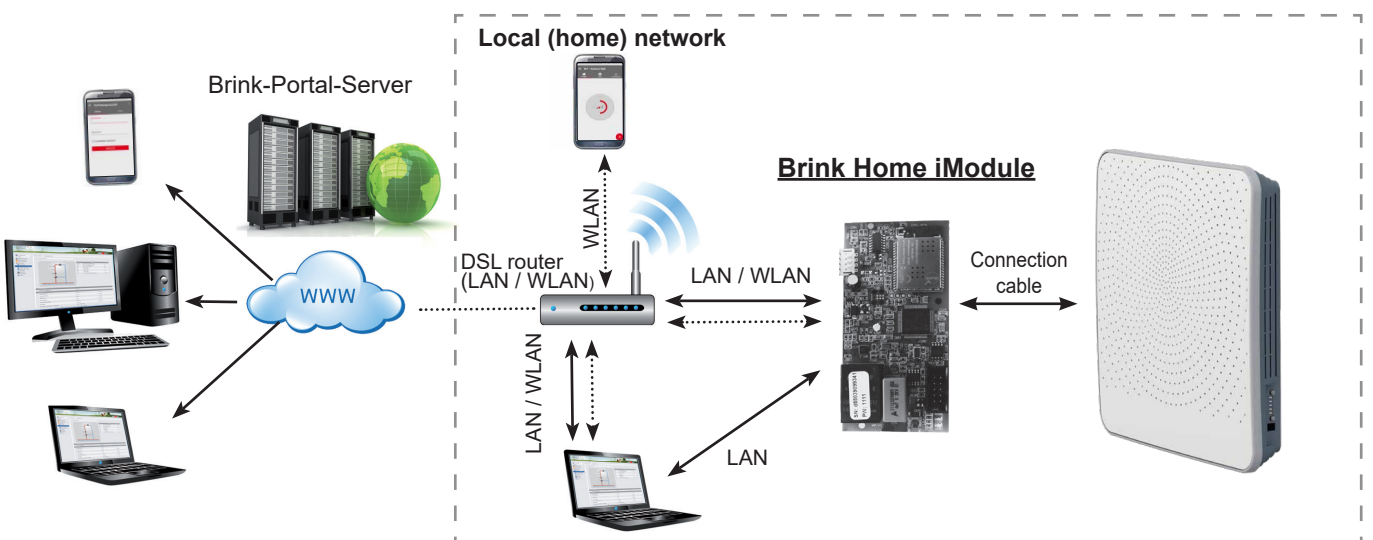 Local (home) network
Brink-Portal-Server
Brink Home iModule
WLAN
DSL router
(LAN / WLAN)
LAN / WLAN
Connection
cable
WWW
LAN / WLAN
LAN